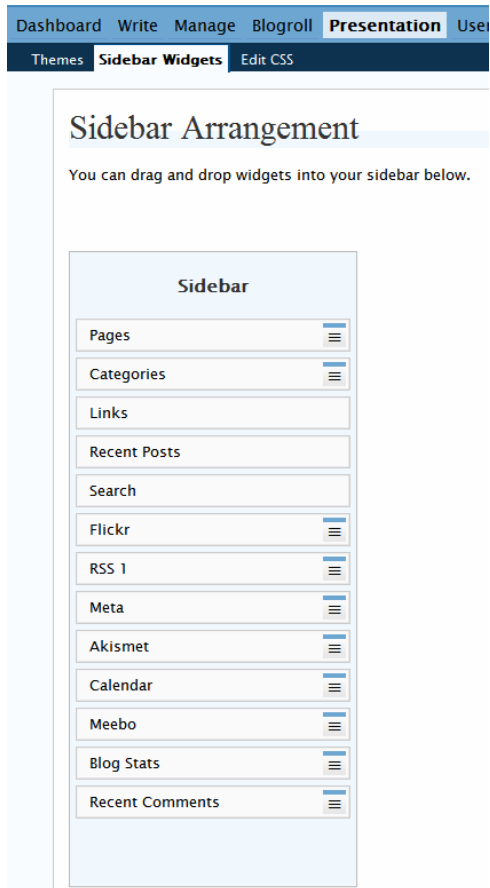 Dashboard Write Manage Blogroll Presentation User
Themes Sidebar Widgets Edit CSS
Sidebar Arrangement
You can drag and drop widgets into your sidebar below.
Sidebar
Pages
Categories
Links
Recent Posts
Search
Flickr
RSS 1
Meta
Akismet
Calendar
Meebo
Blog Stats
Recent Comments